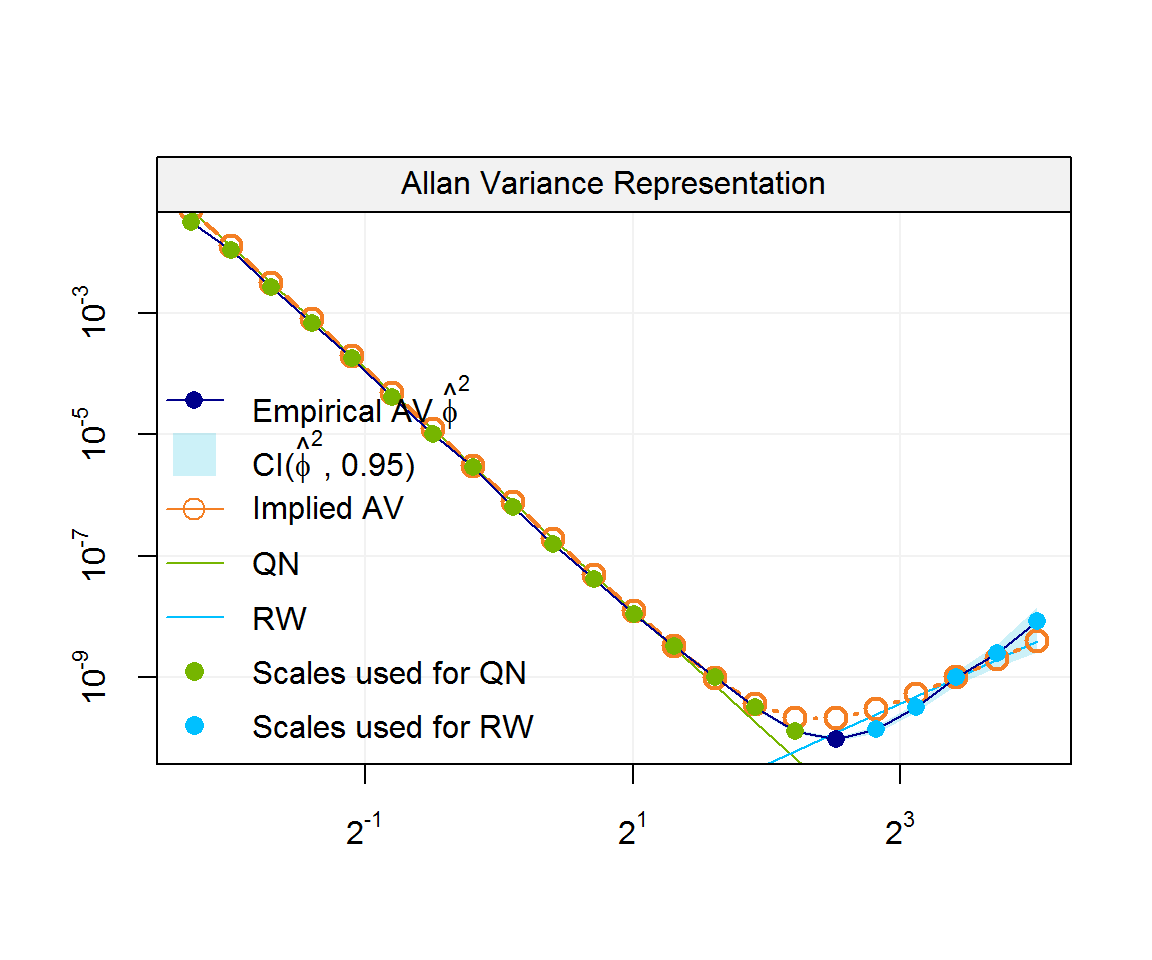 Allan Variance Representation
10^-3
10^-5
10^-7
10^-9
Empirical AV ϕ̂^2
CI(ϕ̂^2, 0.95)
Implied AV
QN
RW
Scales used for QN
Scales used for RW
2^-1
2^1
2^3